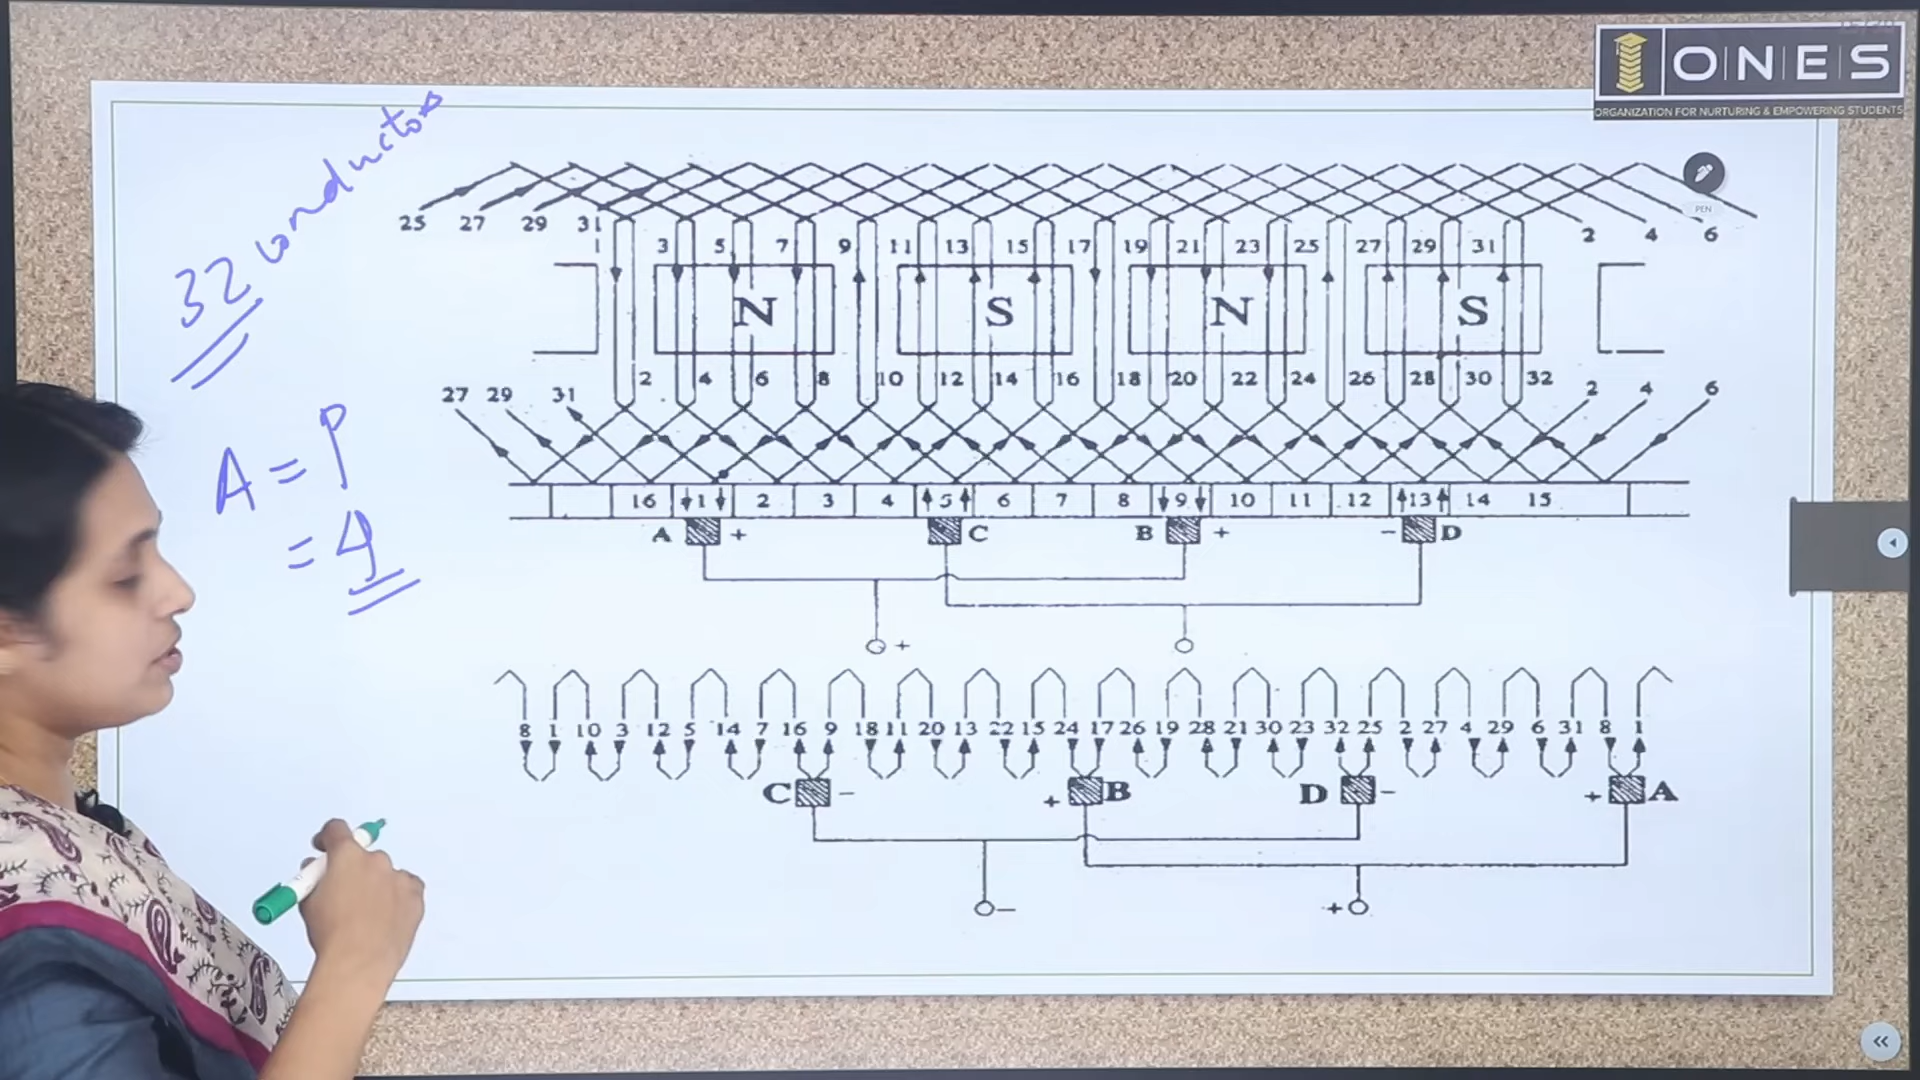 O|N|E|S
ORGANIZATION FOR NURTURING & EMPOWERING STUDENTS
32 conductors
A = P
= 4
PEN
25 27 29 31
1 3 5 7 9 11 13 15 17 19 21 23 25 27 29 31 2 4 6
N S N S
2 4 6 8 10 12 14 16 18 20 22 24 26 28 30 32 2 4 6
27 29 31
16 1 2 3 4 5 6 7 8 9 10 11 12 13 14 15
A + C B + - D
+
8 1 10 3 12 5 14 7 16 9 18 11 20 13 22 15 24 17 26 19 28 21 30 23 32 25 2 27 4 29 6 31 8 1
C - + B D - + A
- +